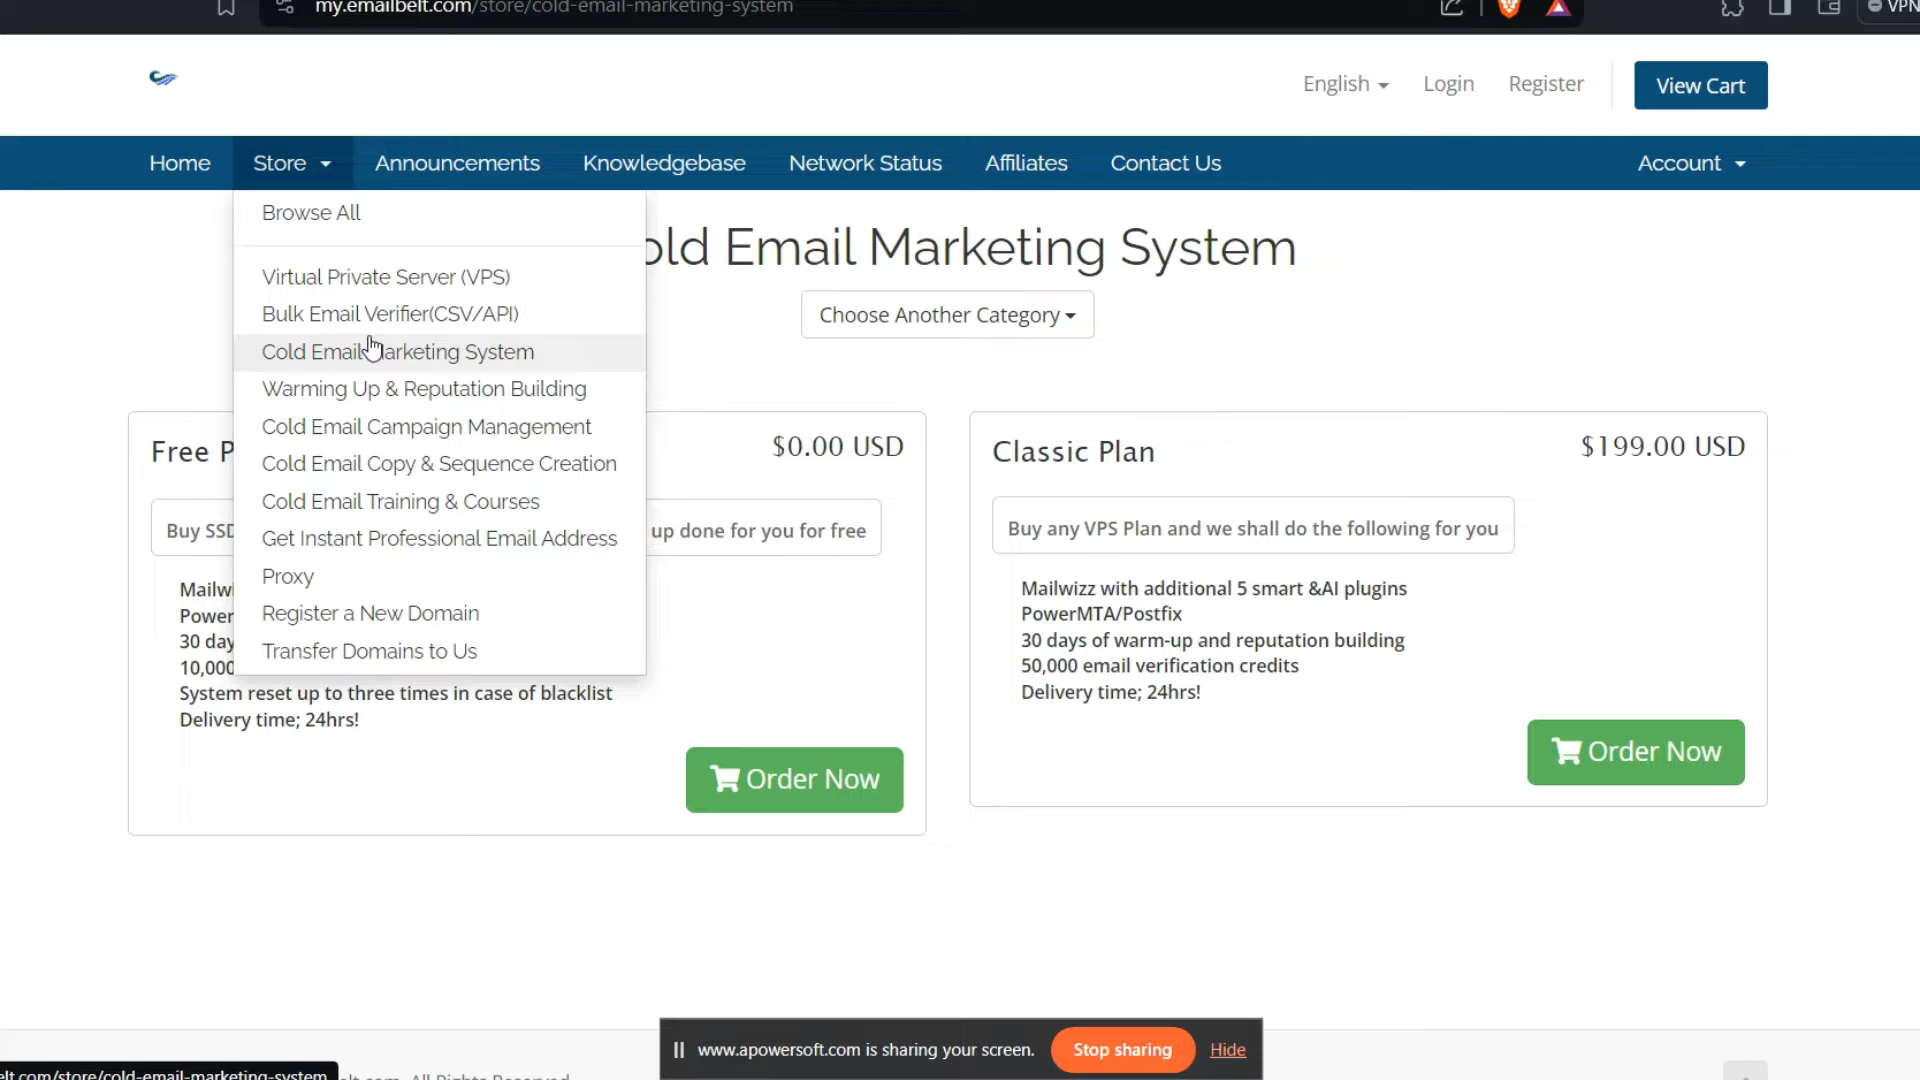 my.emailbelt.com/store/cold-email-marketing-system
VPN
English
Login
Register
View Cart
Home
Store
Announcements
Knowledgebase
Network Status
Affiliates
Contact Us
Account
Browse All
Virtual Private Server (VPS)
Bulk Email Verifier(CSV/API)
Cold Email Marketing System
Warming Up & Reputation Building
Cold Email Campaign Management
Cold Email Copy & Sequence Creation
Cold Email Training & Courses
Get Instant Professional Email Address
Proxy
Register a New Domain
Transfer Domains to Us
old Email Marketing System
Choose Another Category
Free P
$0.00 USD
Buy SSD
up done for you for free
Mailwi
Power
30 day
10,000
System reset up to three times in case of blacklist
Delivery time; 24hrs!
Order Now
Classic Plan
$199.00 USD
Buy any VPS Plan and we shall do the following for you
Mailwizz with additional 5 smart &AI plugins
PowerMTA/Postfix
30 days of warm-up and reputation building
50,000 email verification credits
Delivery time; 24hrs!
Order Now
www.apowersoft.com is sharing your screen.
Stop sharing
Hide
elt.com/store/cold-email-marketing-system
elt.com. All Rights Reserved.